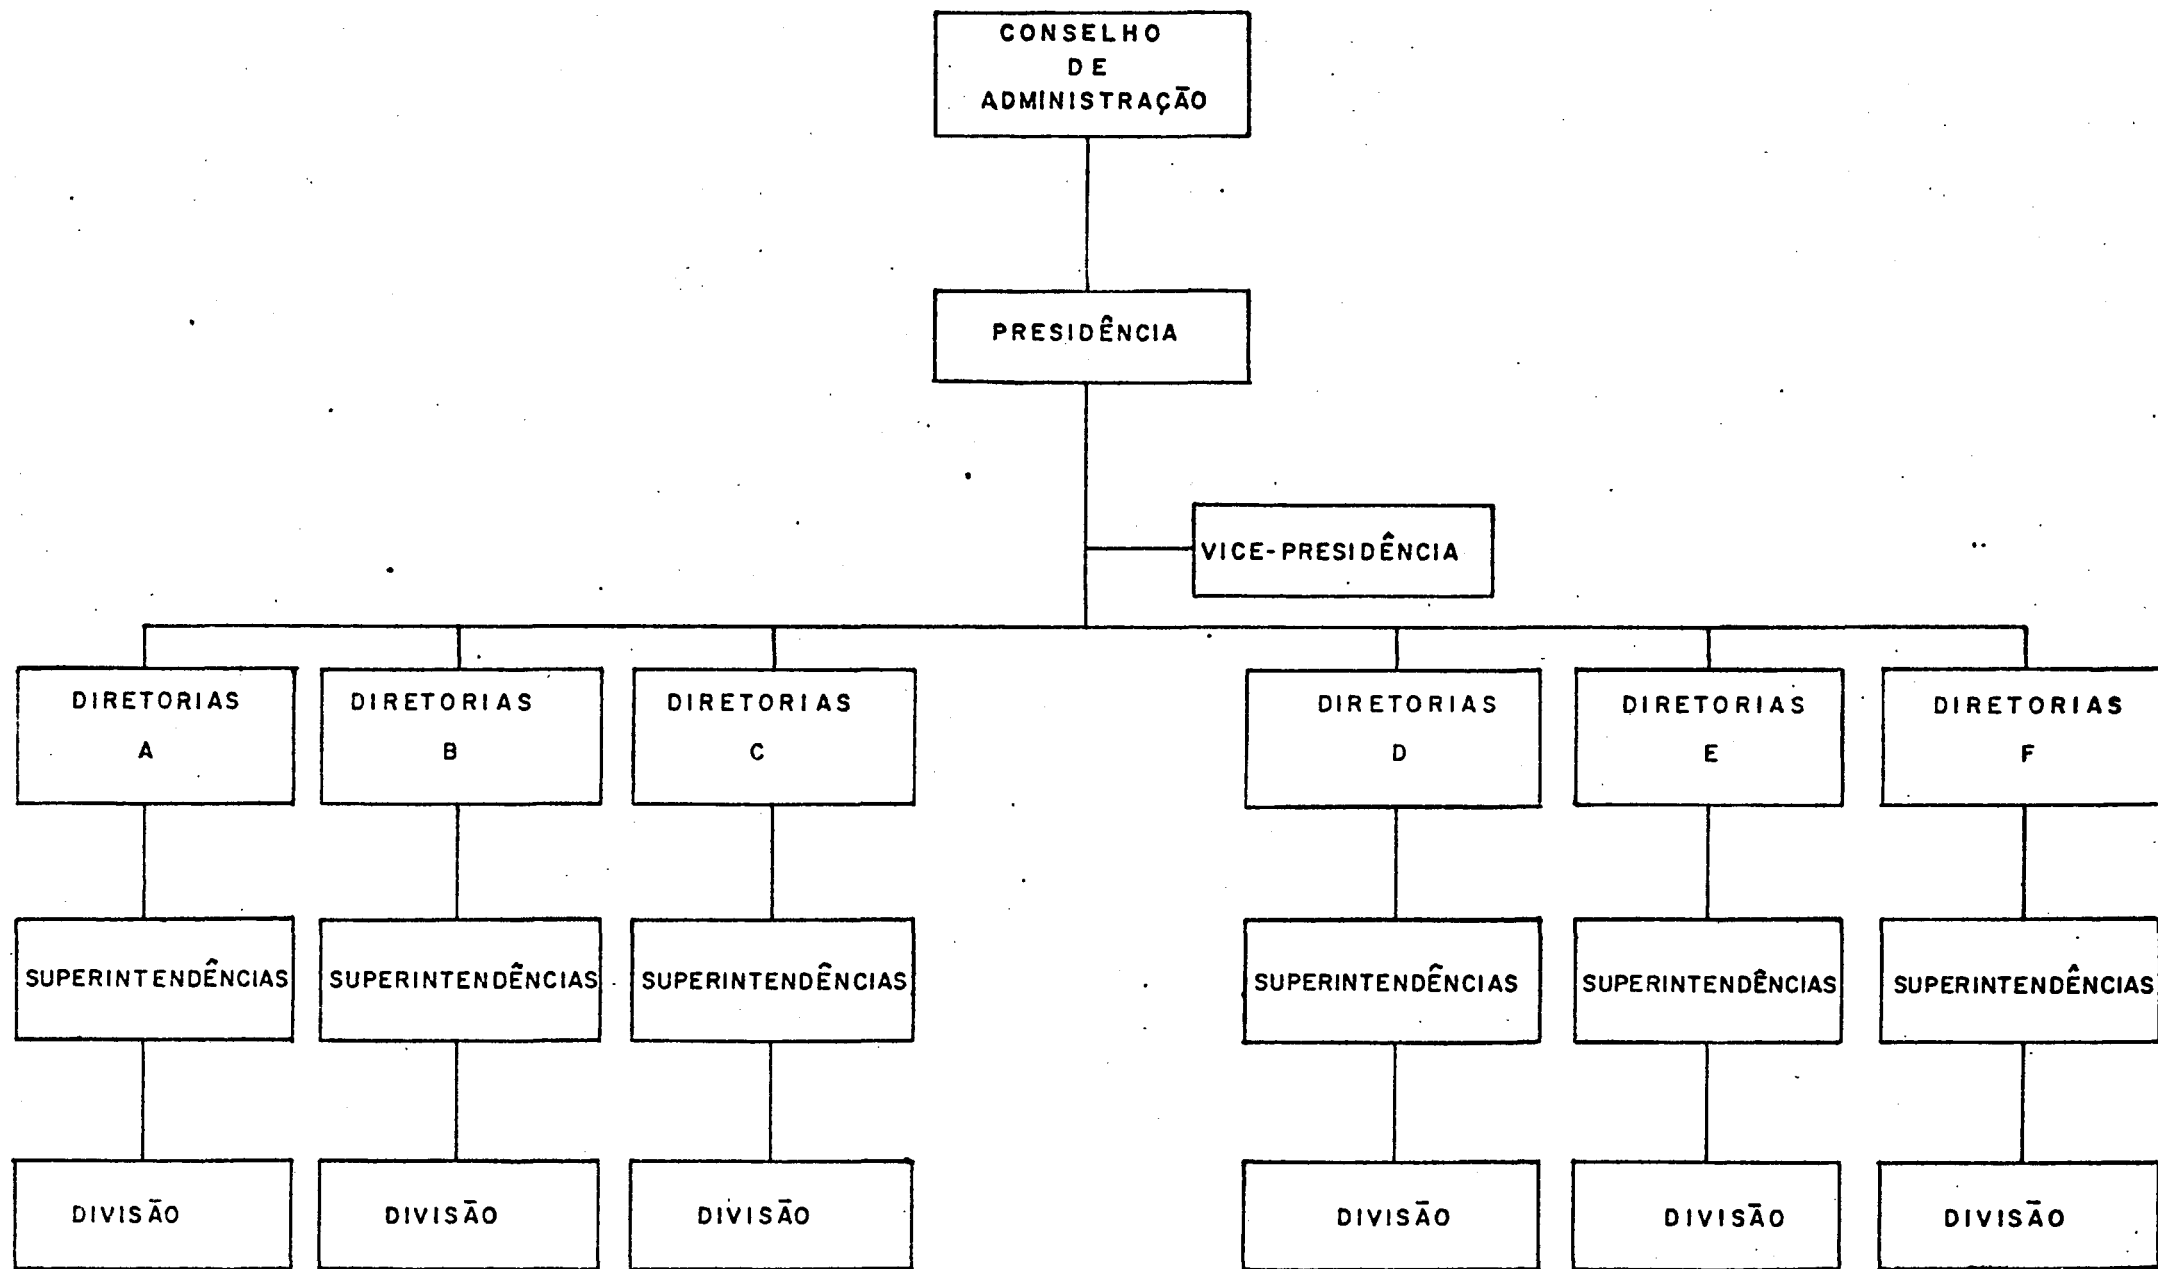 CONSELHO
DE
ADMINISTRAÇÃO
PRESIDÊNCIA
VICE-PRESIDÊNCIA
DIRETORIAS
A
DIRETORIAS
B
DIRETORIAS
C
DIRETORIAS
D
DIRETORIAS
E
DIRETORIAS
F
SUPERINTENDÊNCIAS
SUPERINTENDÊNCIAS
SUPERINTENDÊNCIAS
SUPERINTENDÊNCIAS
SUPERINTENDÊNCIAS
SUPERINTENDÊNCIAS
DIVISÃO
DIVISÃO
DIVISÃO
DIVISÃO
DIVISÃO
DIVISÃO